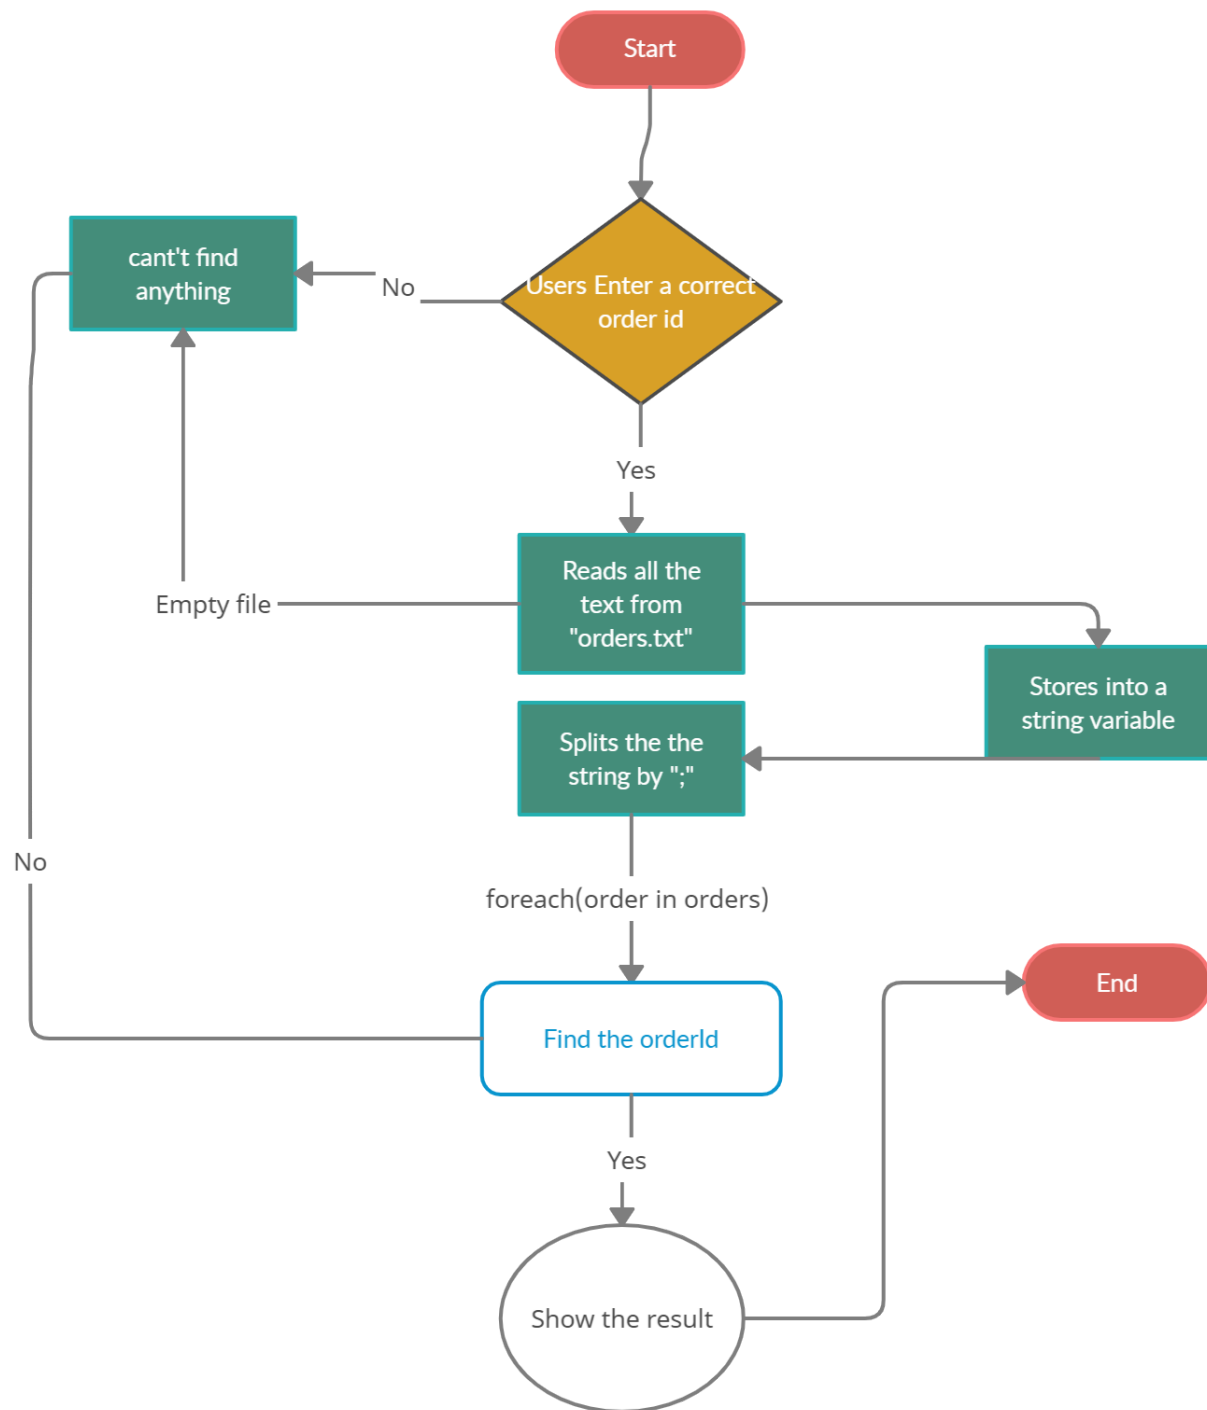 Start
cant't find
anything
No
Users Enter a correct
order id
Yes
Reads all the
text from
"orders.txt"
Empty file
Stores into a
string variable
Splits the the
string by ";"
No
foreach(order in orders)
End
Find the orderId
Yes
Show the result